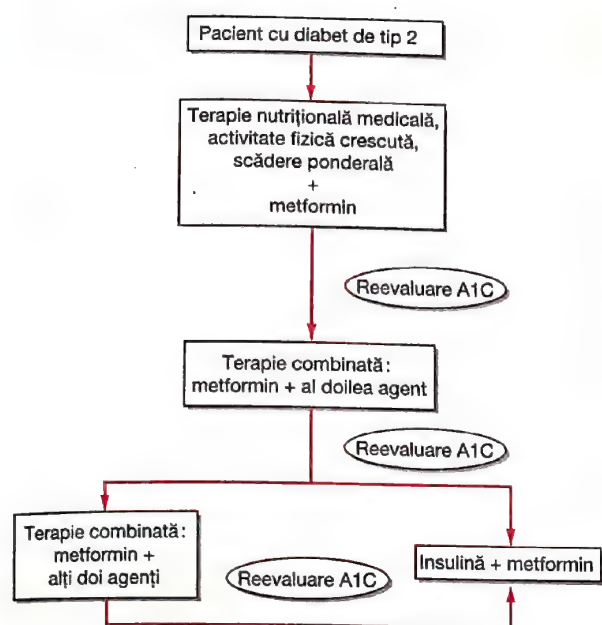 Pacient cu diabet de tip 2
Terapie nutrițională medicală,
activitate fizică crescută,
scădere ponderală
+
metformin
Reevaluare A1C
Terapie combinată:
metformin + al doilea agent
Reevaluare A1C
Terapie combinată:
metformin +
alți doi agenți
Reevaluare A1C
Insulină + metformin